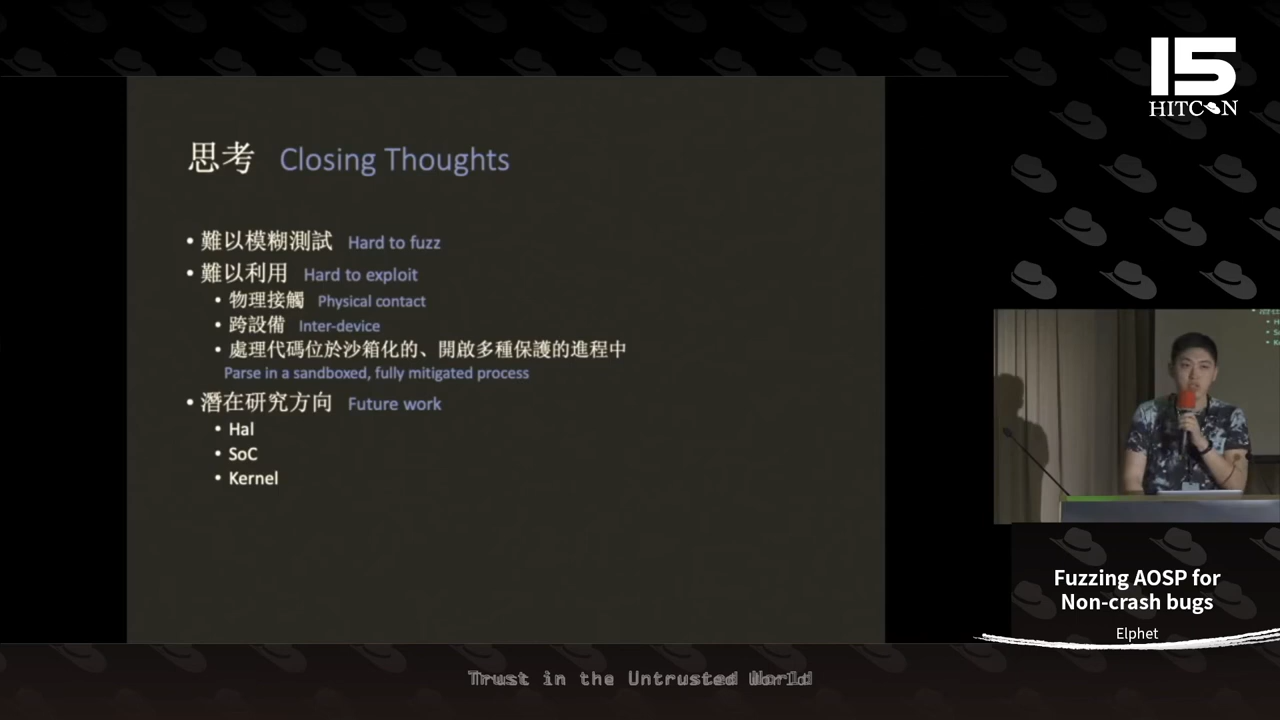 15
HITCON
思考 Closing Thoughts
• 難以模糊測試 Hard to fuzz
• 難以利用 Hard to exploit
• 物理接觸 Physical contact
• 跨設備 Inter-device
• 處理代碼位於沙箱化的、開啟多種保護的進程中
Parse in a sandboxed, fully mitigated process
• 潛在研究方向 Future work
• Hal
• SoC
• Kernel
Fuzzing AOSP for
Non-crash bugs
Elphet
Trust in the Untrusted World